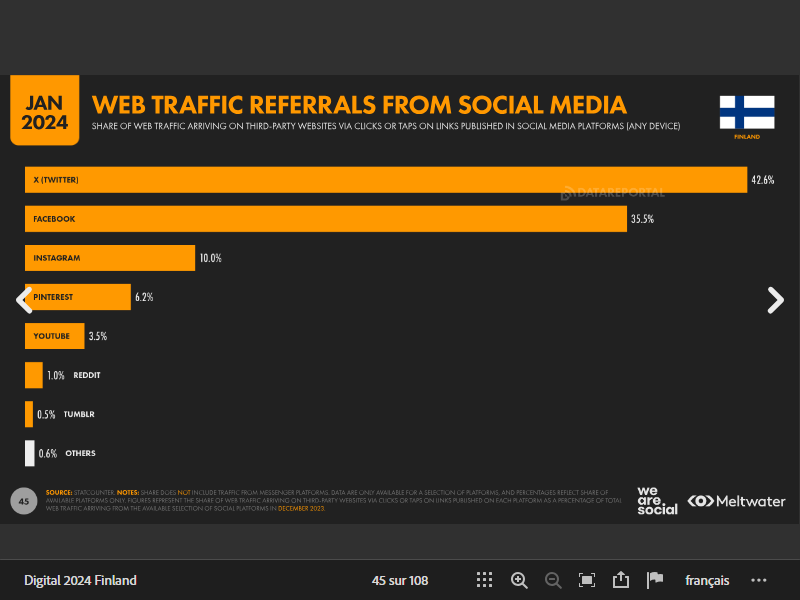 JAN
2024
WEB TRAFFIC REFERRALS FROM SOCIAL MEDIA
SHARE OF WEB TRAFFIC ARRIVING ON THIRD-PARTY WEBSITES VIA CLICKS OR TAPS ON LINKS PUBLISHED IN SOCIAL MEDIA PLATFORMS (ANY DEVICE)
FINLAND
X (TWITTER) 42.6%
DATAREPORTAL
FACEBOOK 35.5%
INSTAGRAM 10.0%
PINTEREST 6.2%
YOUTUBE 3.5%
1.0% REDDIT
0.5% TUMBLR
0.6% OTHERS
45
SOURCE: STATCOUNTER. NOTES: SHARE DOES NOT INCLUDE TRAFFIC FROM MESSENGER PLATFORMS. DATA ARE ONLY AVAILABLE FOR A SELECTION OF PLATFORMS, AND PERCENTAGES REFLECT SHARE OF
AVAILABLE PLATFORMS ONLY. FIGURES REPRESENT THE SHARE OF WEB TRAFFIC ARRIVING ON THIRD-PARTY WEBSITES VIA CLICKS OR TAPS ON LINKS PUBLISHED ON EACH PLATFORM AS A PERCENTAGE OF TOTAL
WEB TRAFFIC ARRIVING FROM THE AVAILABLE SELECTION OF SOCIAL PLATFORMS IN DECEMBER 2023.
we
are.
social
Meltwater
Digital 2024 Finland
45 sur 108
français